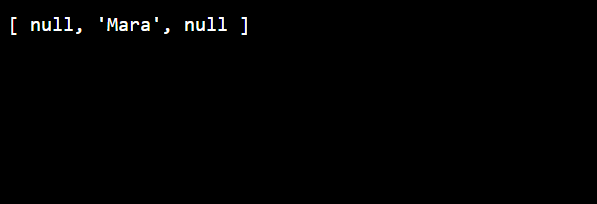 [ null, 'Mara', null ]